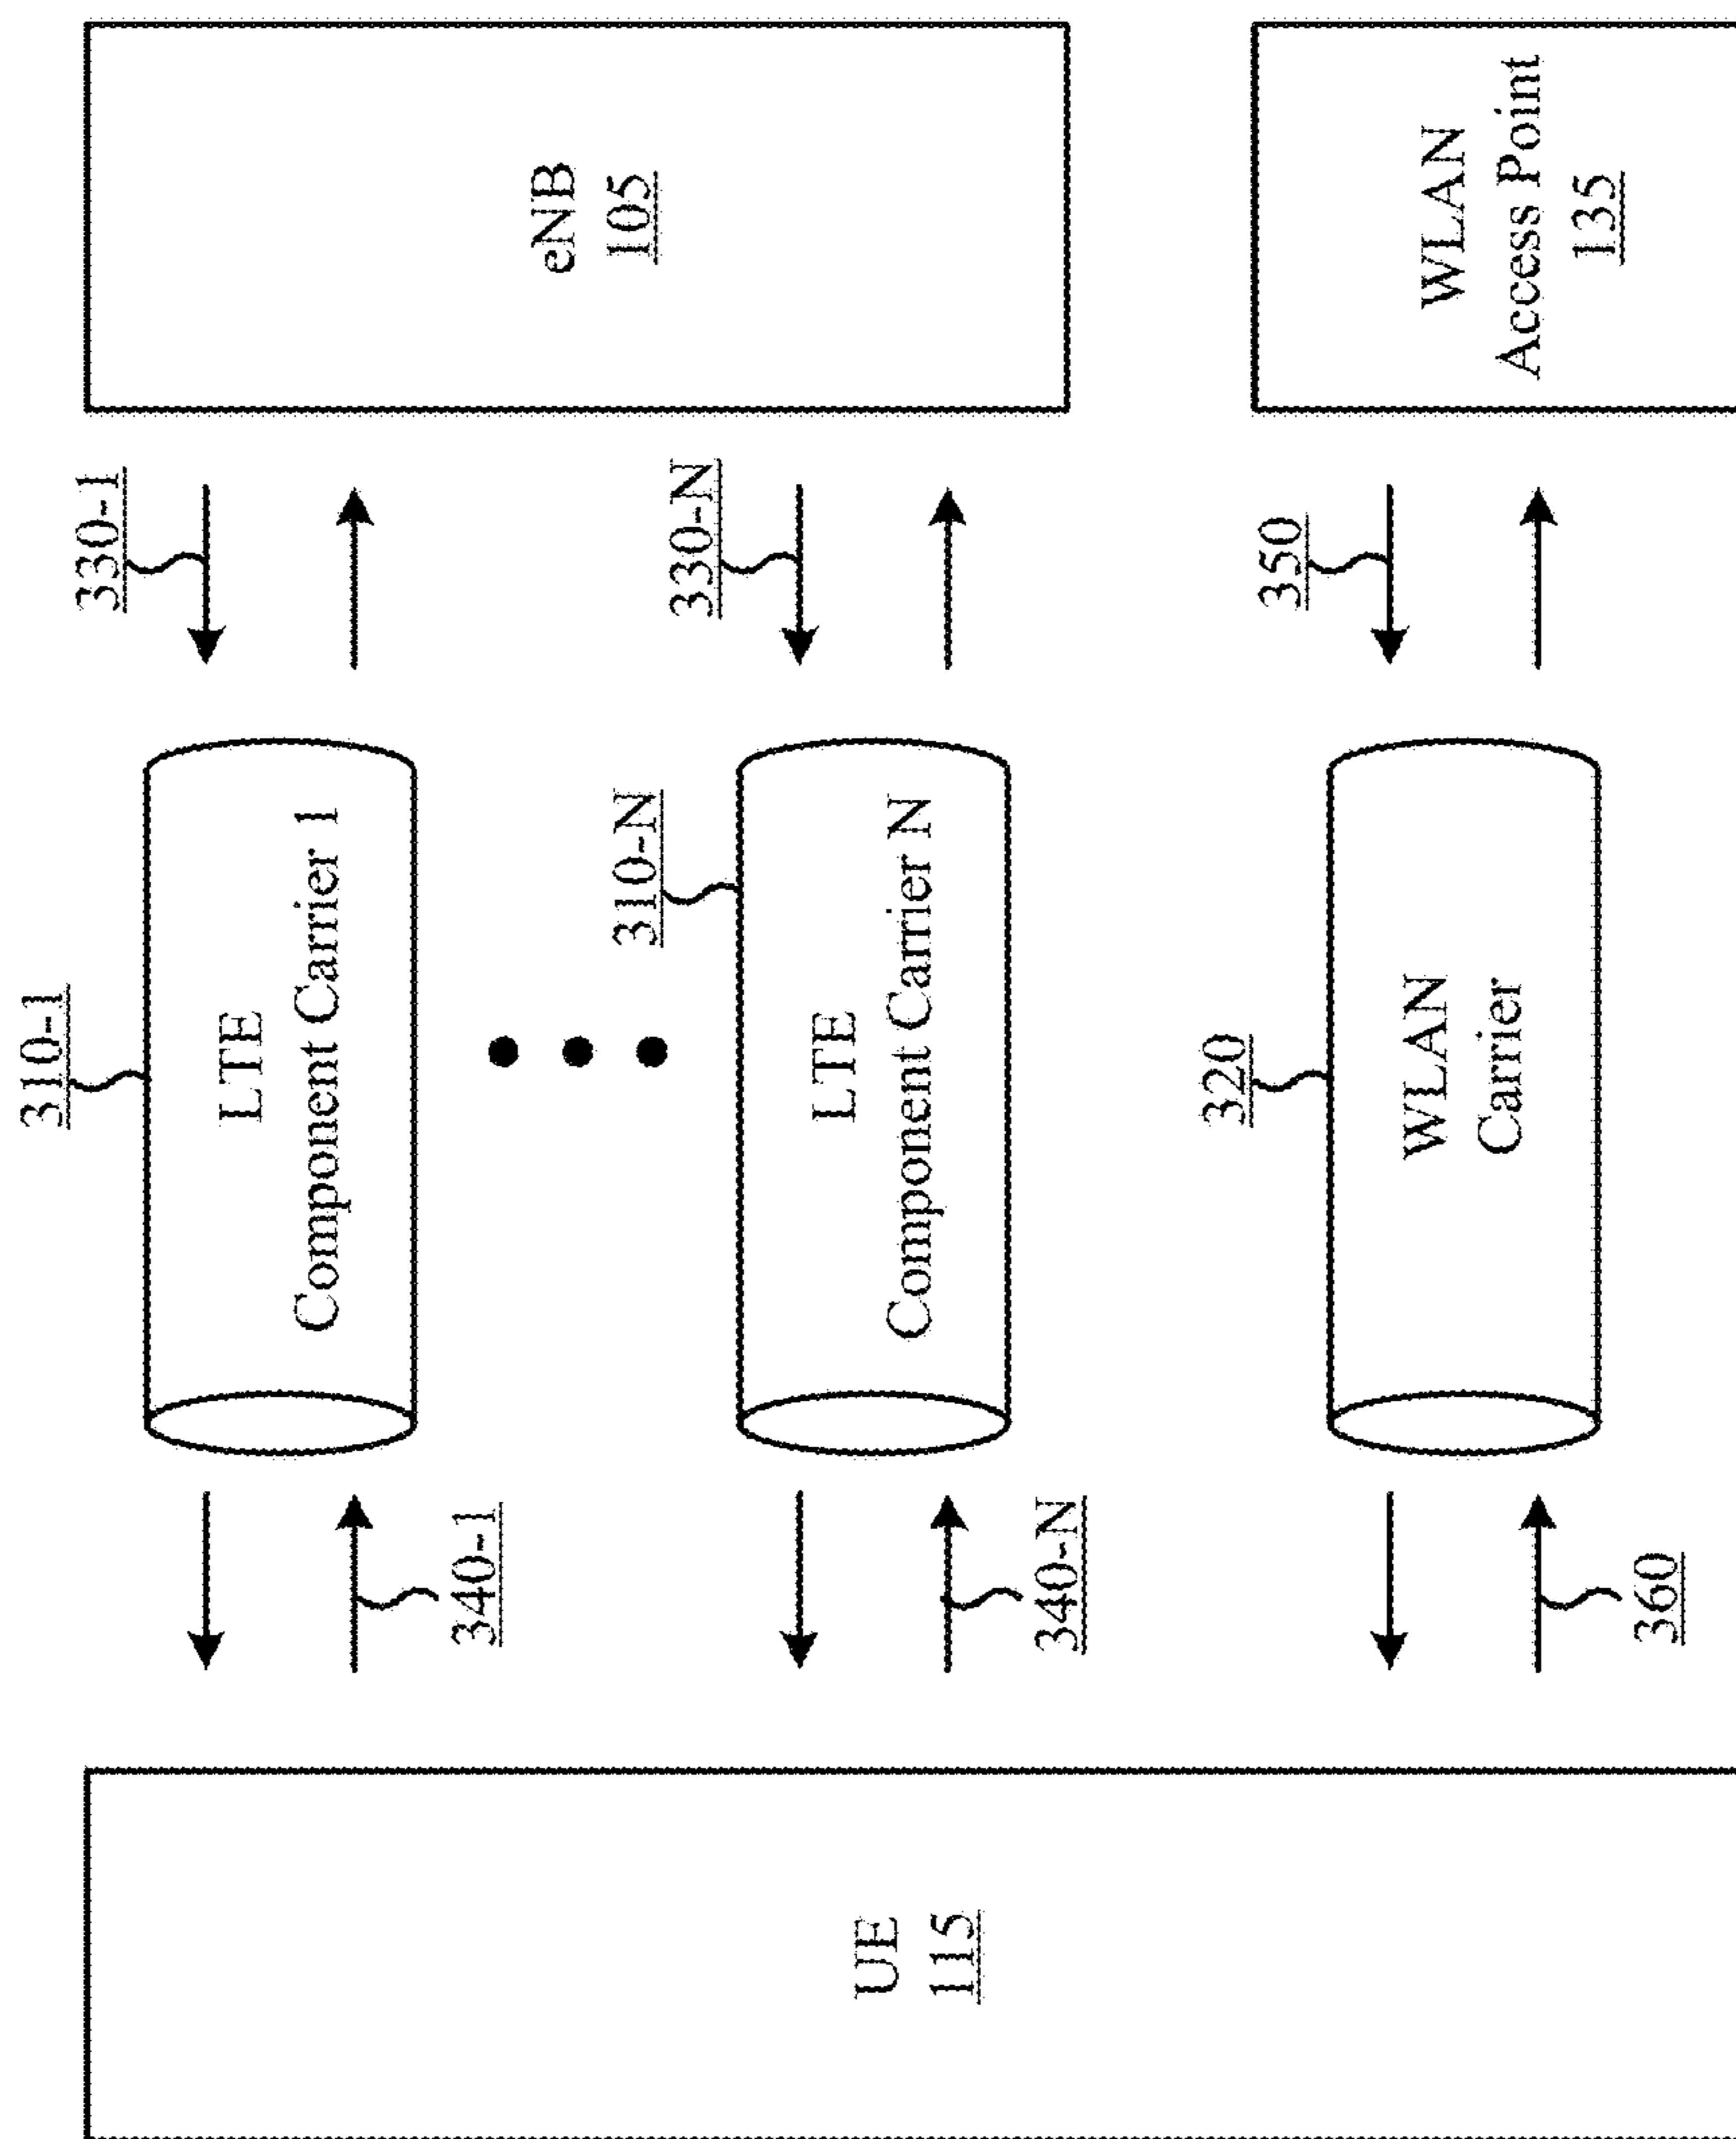 310-1
LTE
Component Carrier 1
330-1
340-1
eNB
105
310-N
LTE
Component Carrier N
330-N
340-N
UE
115
320
WLAN
Carrier
350
360
WLAN
Access Point
135